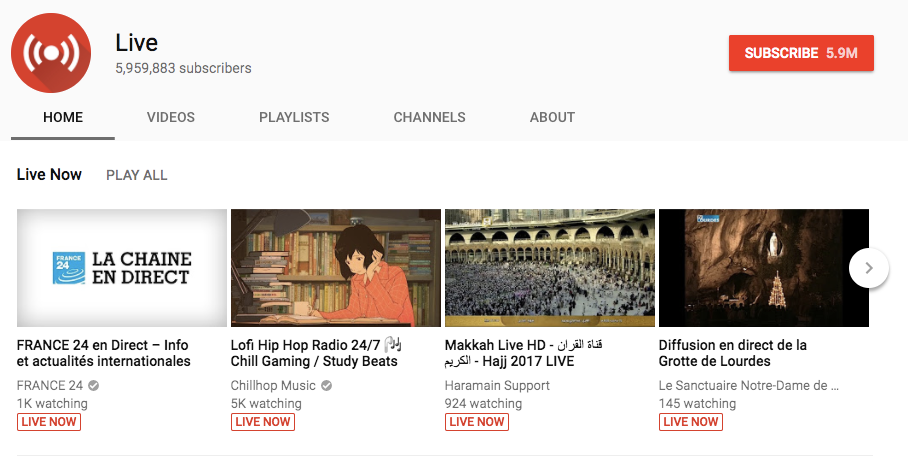 Live
5,959,883 subscribers
SUBSCRIBE 5.9M
HOME VIDEOS PLAYLISTS CHANNELS ABOUT
Live Now PLAY ALL
FRANCE 24
LA CHAINE
EN DIRECT
LOURDES
FRANCE 24 en Direct – Info
et actualités internationales
FRANCE 24
1K watching
LIVE NOW
Lofi Hip Hop Radio 24/7 🎧
Chill Gaming / Study Beats
Chillhop Music
5K watching
LIVE NOW
Makkah Live HD - قناة القران
الكريم - Hajj 2017 LIVE
Haramain Support
924 watching
LIVE NOW
Diffusion en direct de la
Grotte de Lourdes
Le Sanctuaire Notre-Dame de ...
145 watching
LIVE NOW